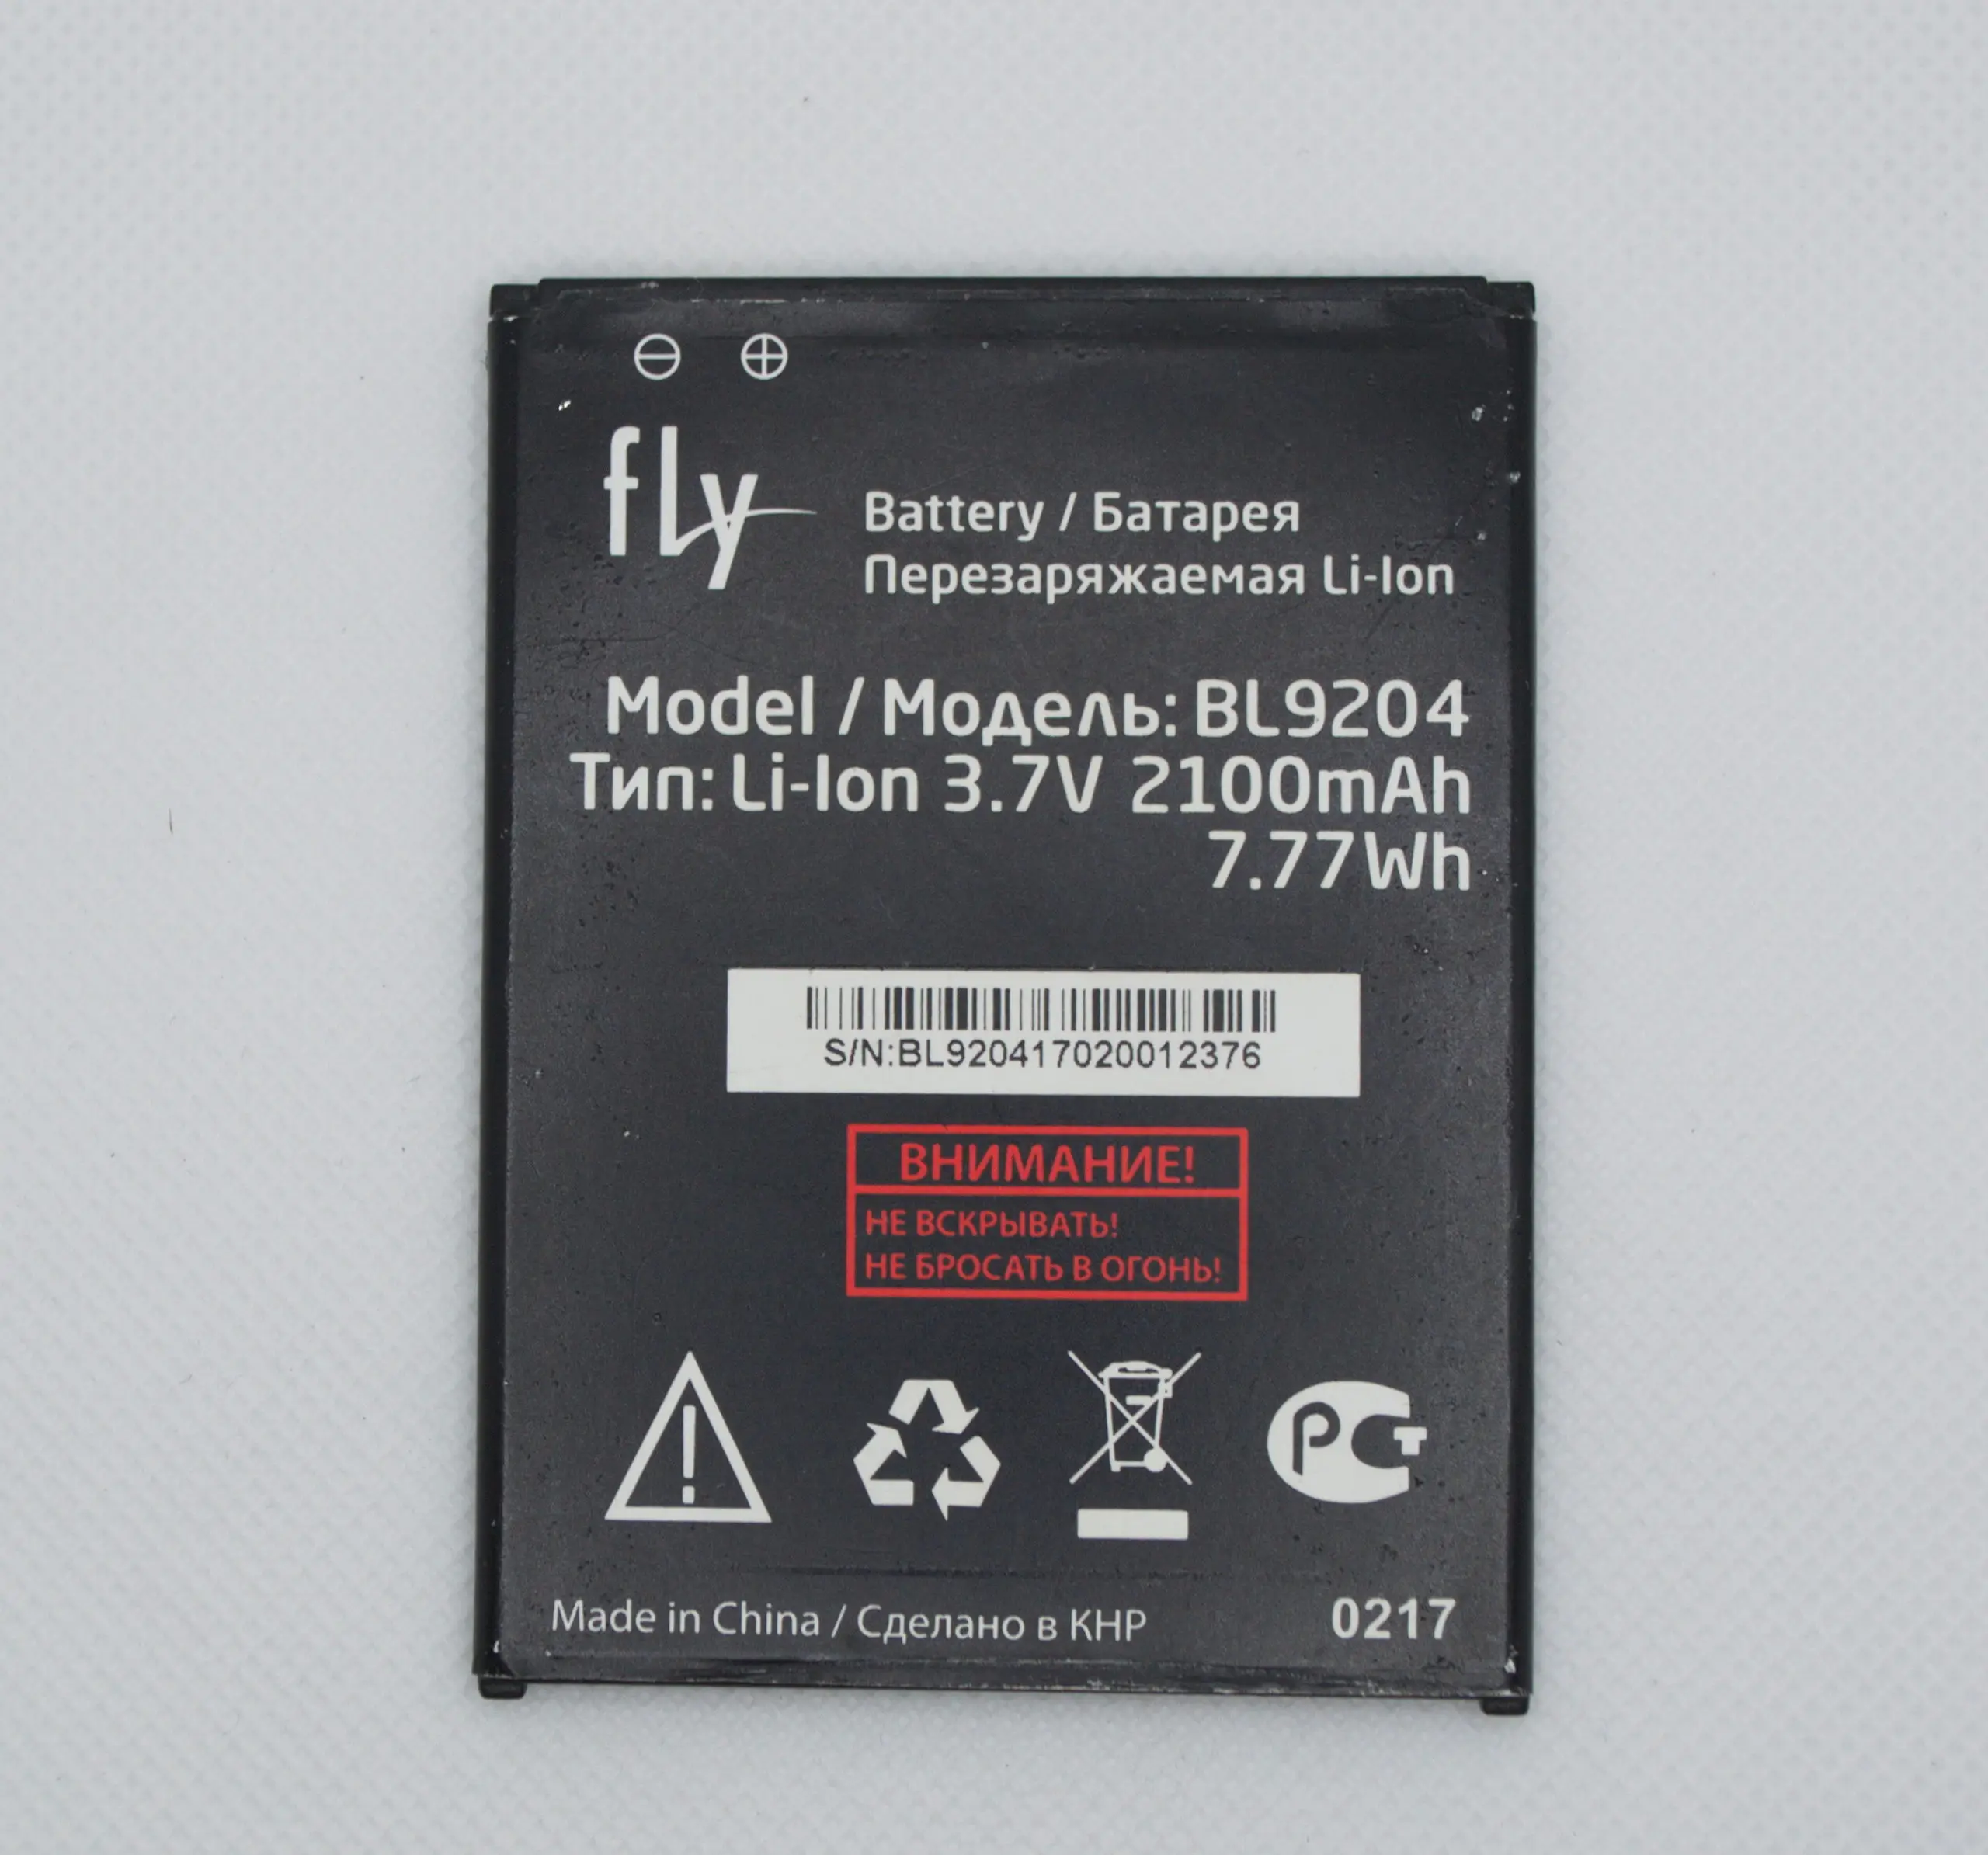 fly
Battery / Батарея
Перезаряжаемая Li-Ion
Model / Модель: BL9204
Тип: Li-Ion 3.7V 2100mAh
7.77Wh
S/N:BL920417020012376
ВНИМАНИЕ!
НЕ ВСКРЫВАТЬ!
НЕ БРОСАТЬ В ОГОНЬ!
РСТ
Made in China / Сделано в КНР
0217